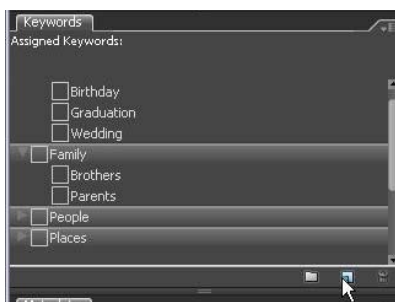 Keywords
Assigned Keywords:
Birthday
Graduation
Wedding
Family
Brothers
Parents
People
Places